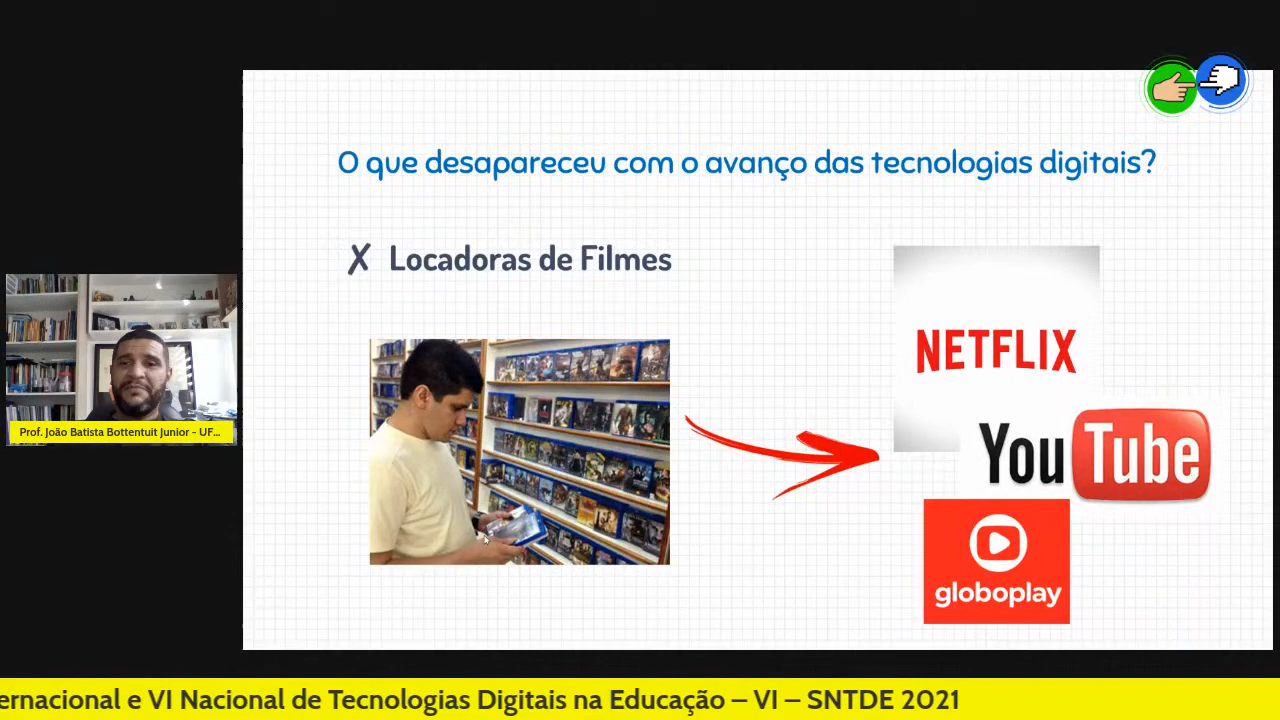 O que desapareceu com o avanço das tecnologias digitais?
✗ Locadoras de Filmes
NETFLIX
YouTube
globoplay
Prof. João Batista Bottentuit Junior - UF...
ernacional e VI Nacional de Tecnologias Digitais na Educação – VI – SNTDE 2021